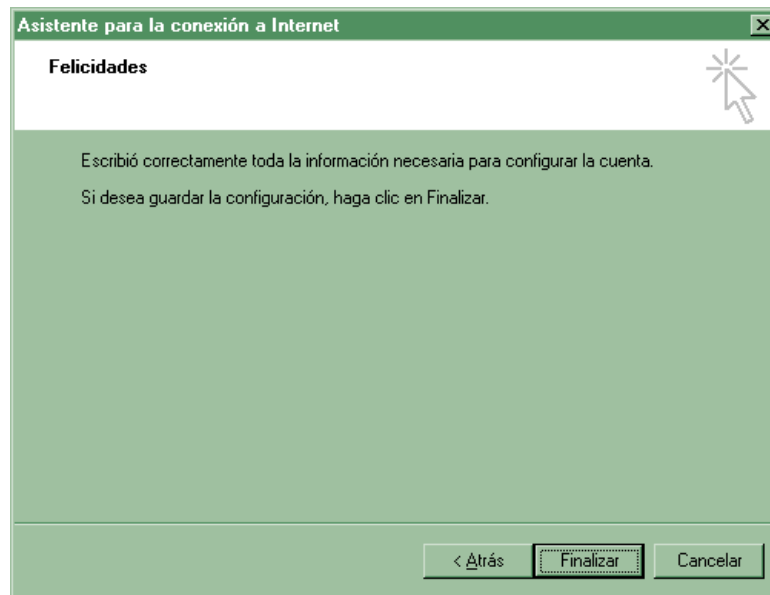 Asistente para la conexión a Internet
Felicidades
Escribió correctamente toda la información necesaria para configurar la cuenta.
Si desea guardar la configuración, haga clic en Finalizar.
< Atrás Finalizar Cancelar